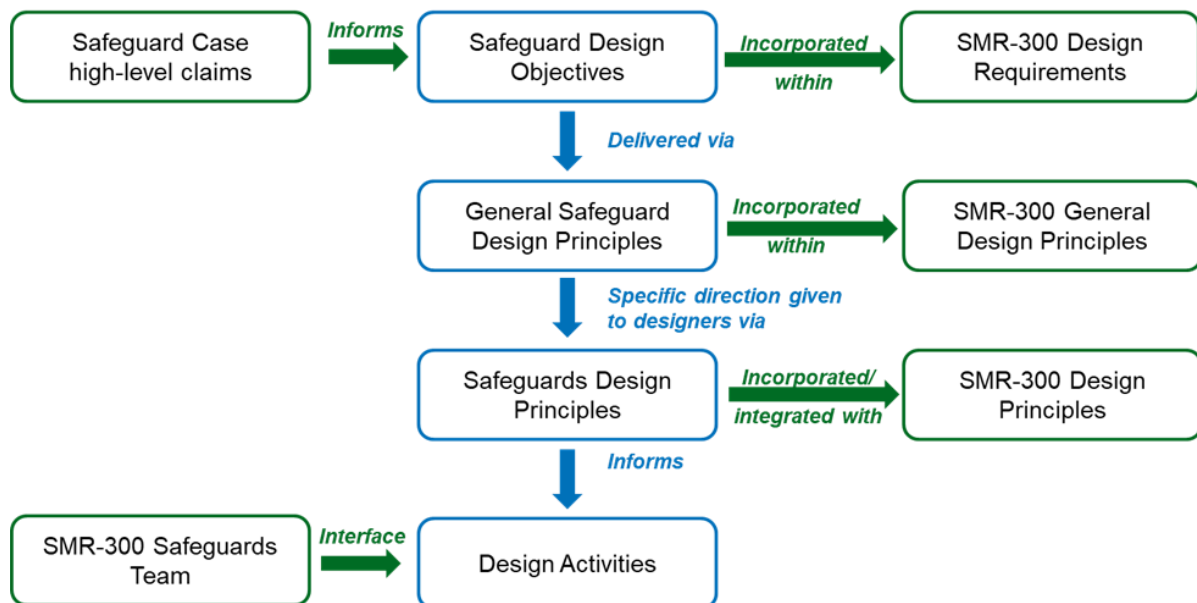 Safeguard Case
high-level claims
Informs
Safeguard Design
Objectives
Incorporated
within
SMR-300 Design
Requirements
Delivered via
General Safeguard
Design Principles
Incorporated
within
SMR-300 General
Design Principles
Specific direction given
to designers via
Safeguards Design
Principles
Incorporated/
integrated with
SMR-300 Design
Principles
Informs
SMR-300 Safeguards
Team
Interface
Design Activities